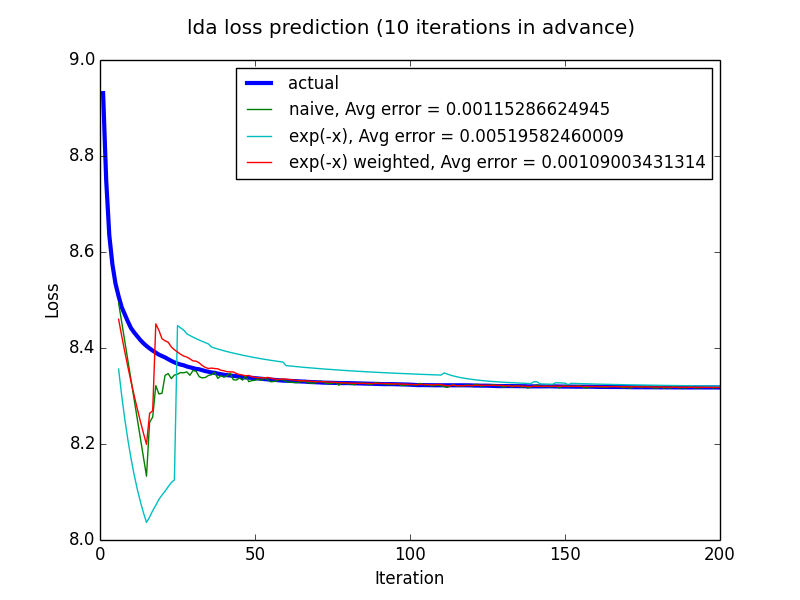 lda loss prediction (10 iterations in advance)
9.0
8.8
8.6
8.4
8.2
8.0
Loss
actual
naive, Avg error = 0.00115286624945
exp(-x), Avg error = 0.00519582460009
exp(-x) weighted, Avg error = 0.00109003431314
0 50 100 150 200
Iteration